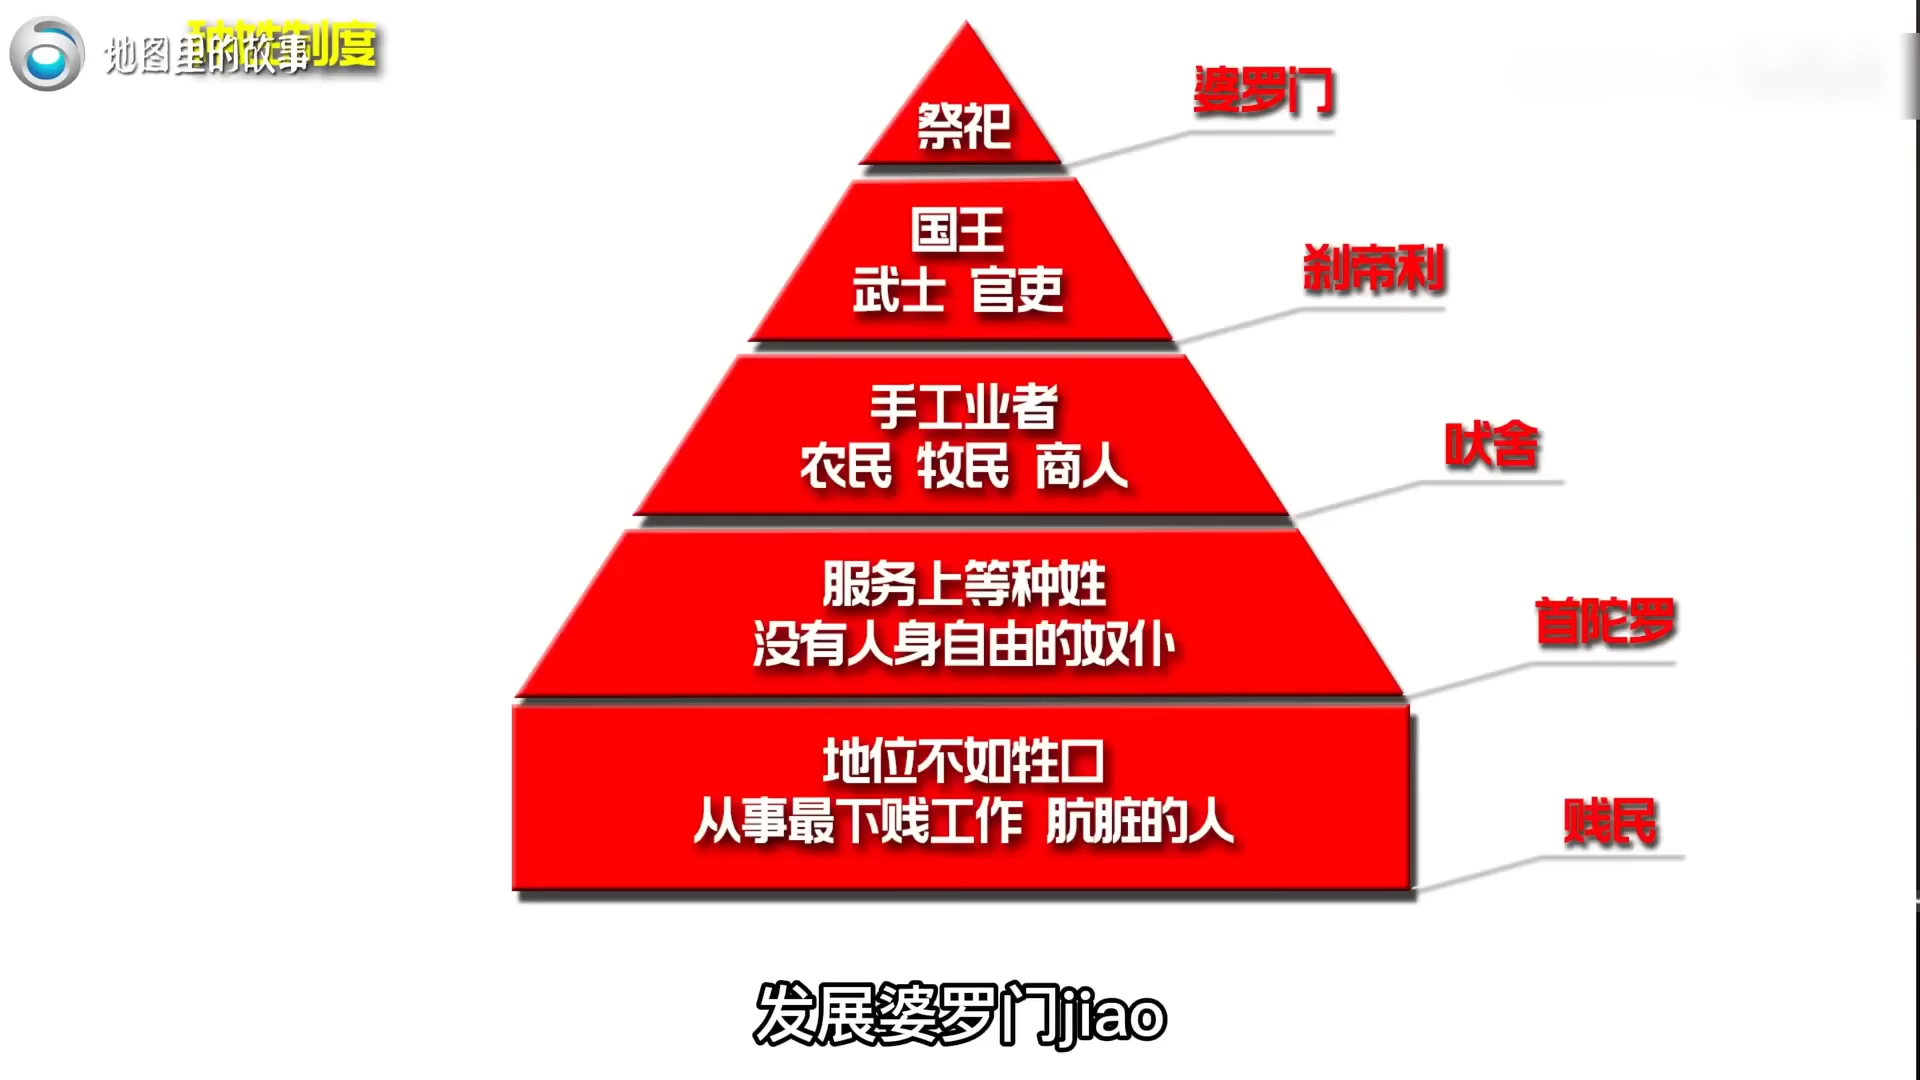 种姓制度
地图里的故事
祭祀
婆罗门
国王
武士 官吏
刹帝利
手工业者
农民 牧民 商人
吠舍
服务上等种姓
没有人身自由的奴仆
首陀罗
地位不如牲口
从事最下贱工作 肮脏的人
贱民
发展婆罗门jiao